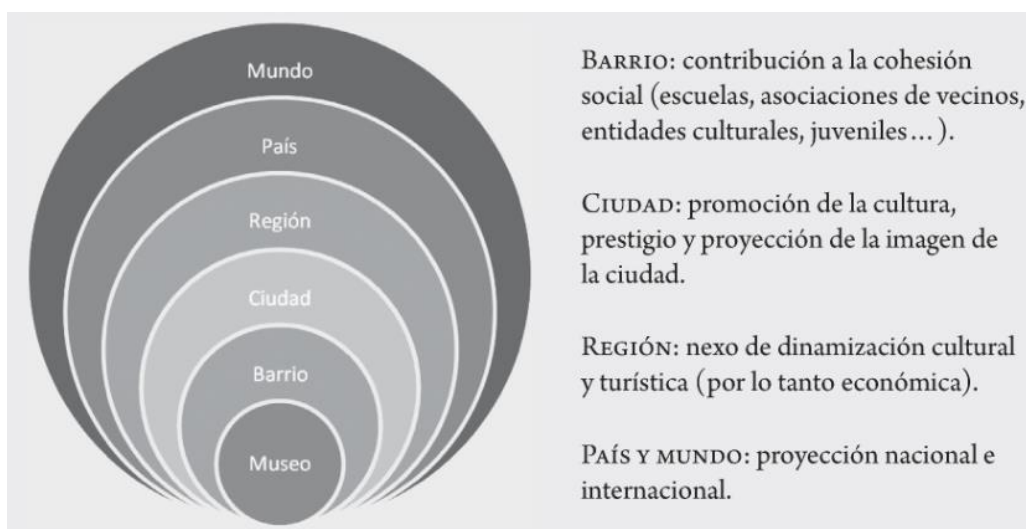 Mundo
País
Región
Ciudad
Barrio
Museo
BARRIO: contribución a la cohesión
social (escuelas, asociaciones de vecinos,
entidades culturales, juveniles…).
CIUDAD: promoción de la cultura,
prestigio y proyección de la imagen de
la ciudad.
REGIÓN: nexo de dinamización cultural
y turística (por lo tanto económica).
PAÍS Y MUNDO: proyección nacional e
internacional.